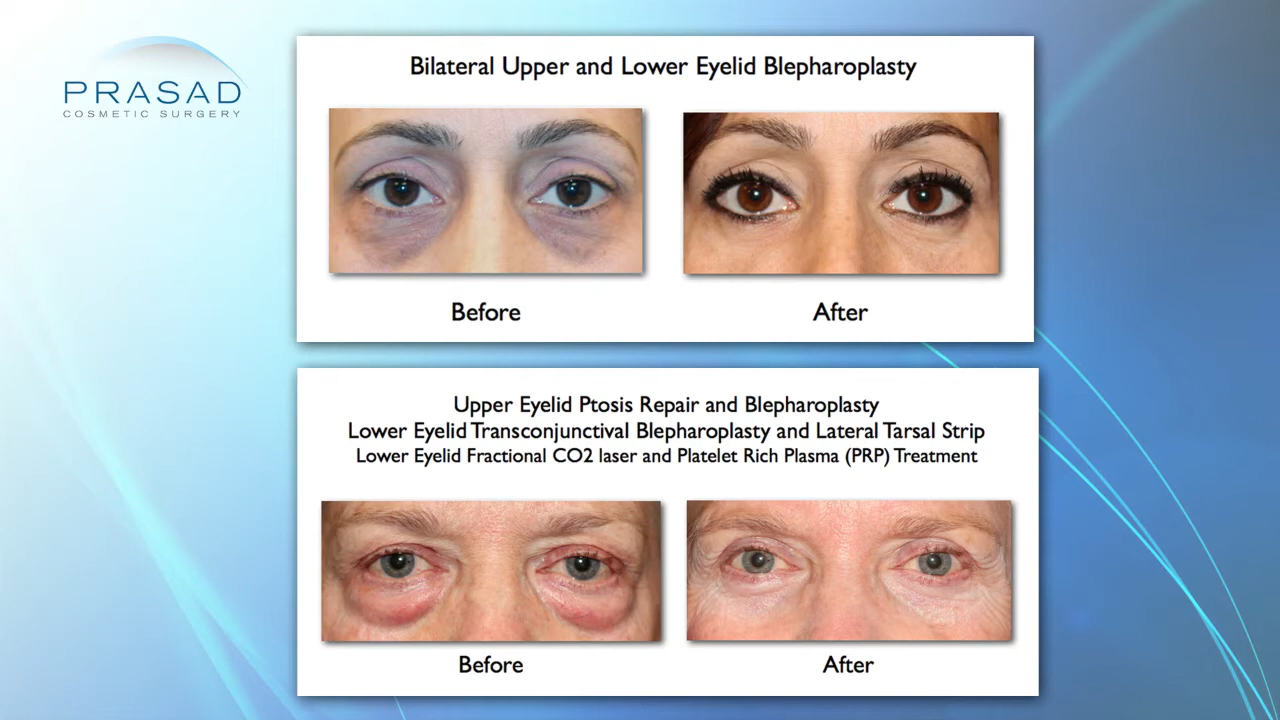 PRASAD
COSMETIC SURGERY
Bilateral Upper and Lower Eyelid Blepharoplasty
Before
After
Upper Eyelid Ptosis Repair and Blepharoplasty
Lower Eyelid Transconjunctival Blepharoplasty and Lateral Tarsal Strip
Lower Eyelid Fractional CO2 laser and Platelet Rich Plasma (PRP) Treatment
Before
After